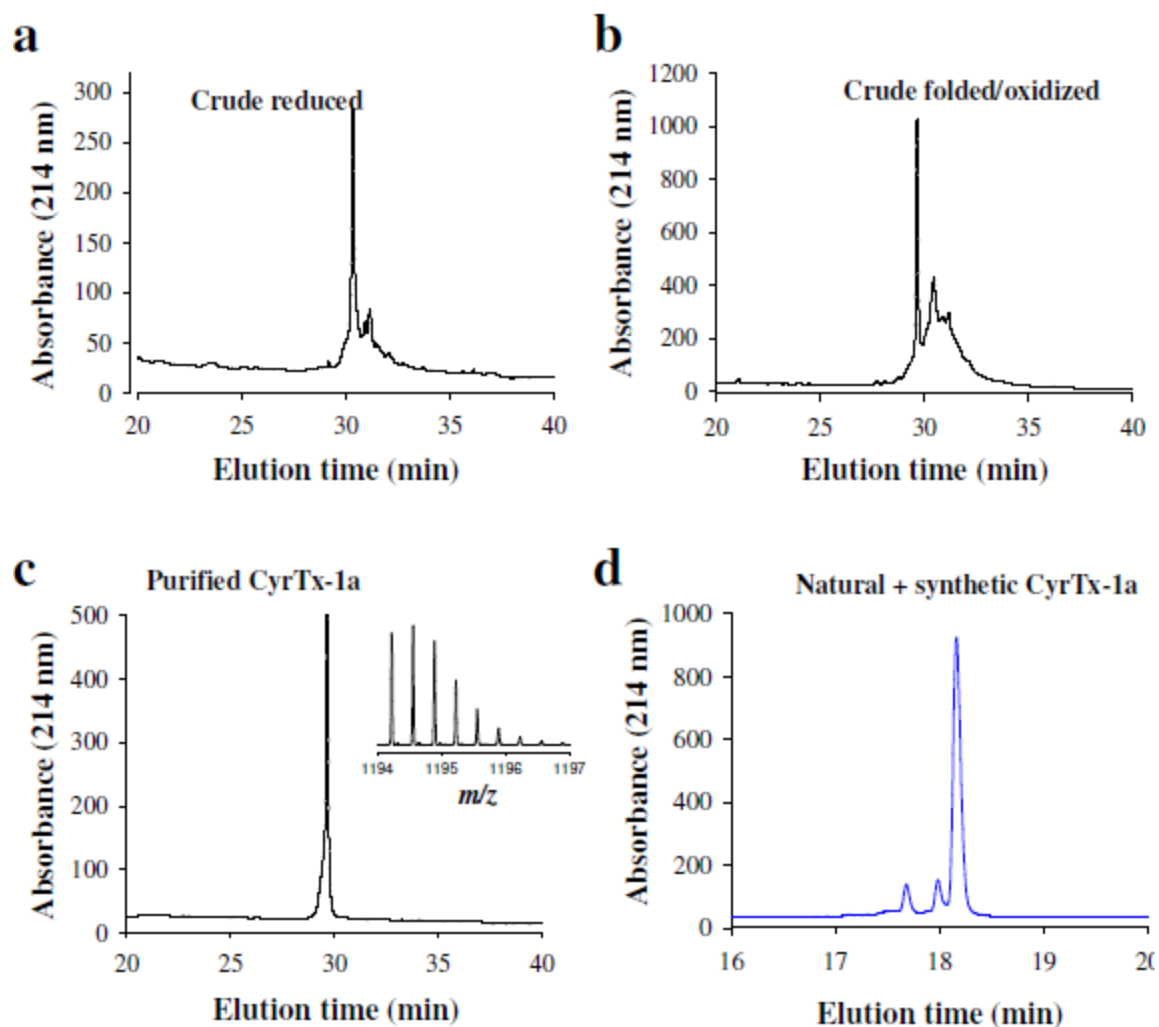 a
Crude reduced
Absorbance (214 nm)
300
250
200
150
100
50
0
20 25 30 35 40
Elution time (min)
b
Crude folded/oxidized
Absorbance (214 nm)
1200
1000
800
600
400
200
0
20 25 30 35 40
Elution time (min)
c
Purified CyrTx-1a
Absorbance (214 nm)
500
400
300
200
100
0
1194 1195 1196 1197
m/z
20 25 30 35 40
Elution time (min)
d
Natural + synthetic CyrTx-1a
Absorbance (214 nm)
1000
800
600
400
200
0
16 17 18 19 20
Elution time (min)